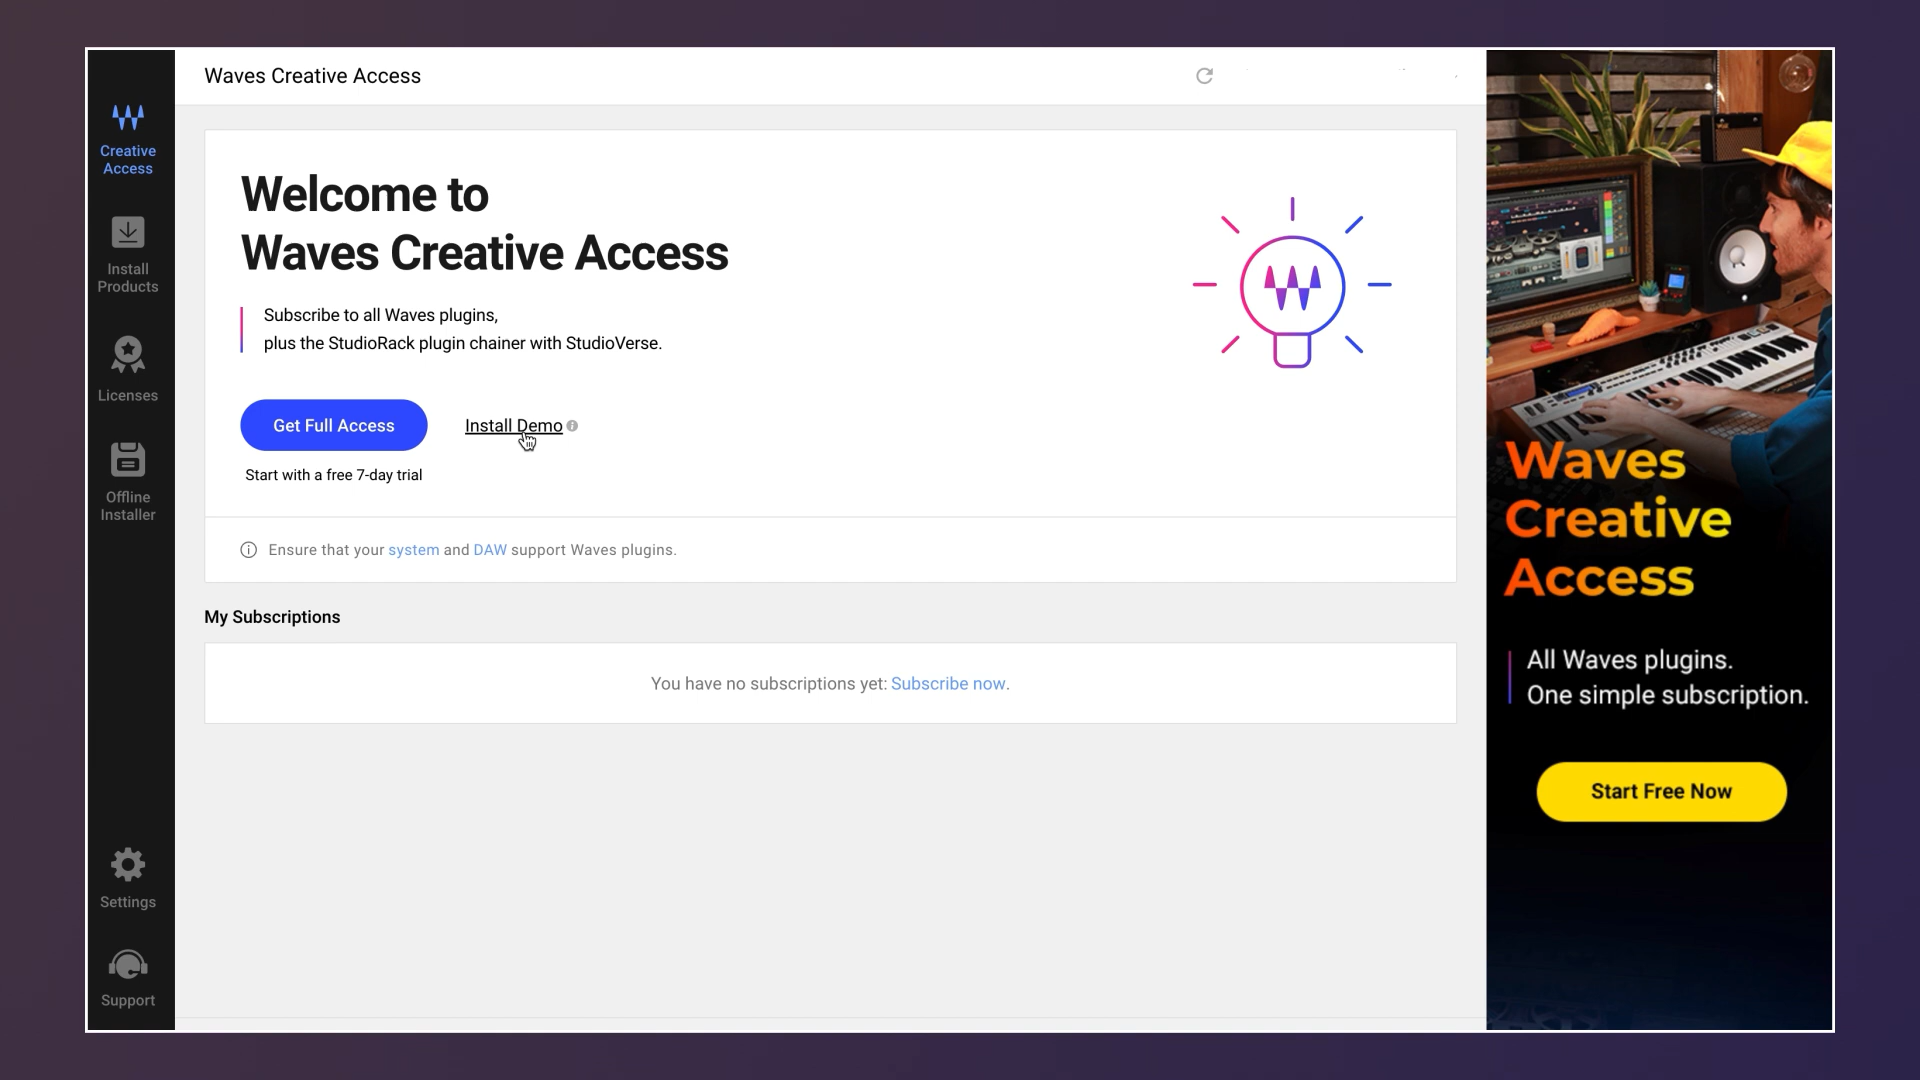 Waves Creative Access
Creative
Access
Install
Products
Licenses
Offline
Installer
Settings
Support
Welcome to
Waves Creative Access
Subscribe to all Waves plugins,
plus the StudioRack plugin chainer with StudioVerse.
Get Full Access
Install Demo
Start with a free 7-day trial
Ensure that your system and DAW support Waves plugins.
My Subscriptions
You have no subscriptions yet: Subscribe now.
Waves
Creative
Access
All Waves plugins.
One simple subscription.
Start Free Now